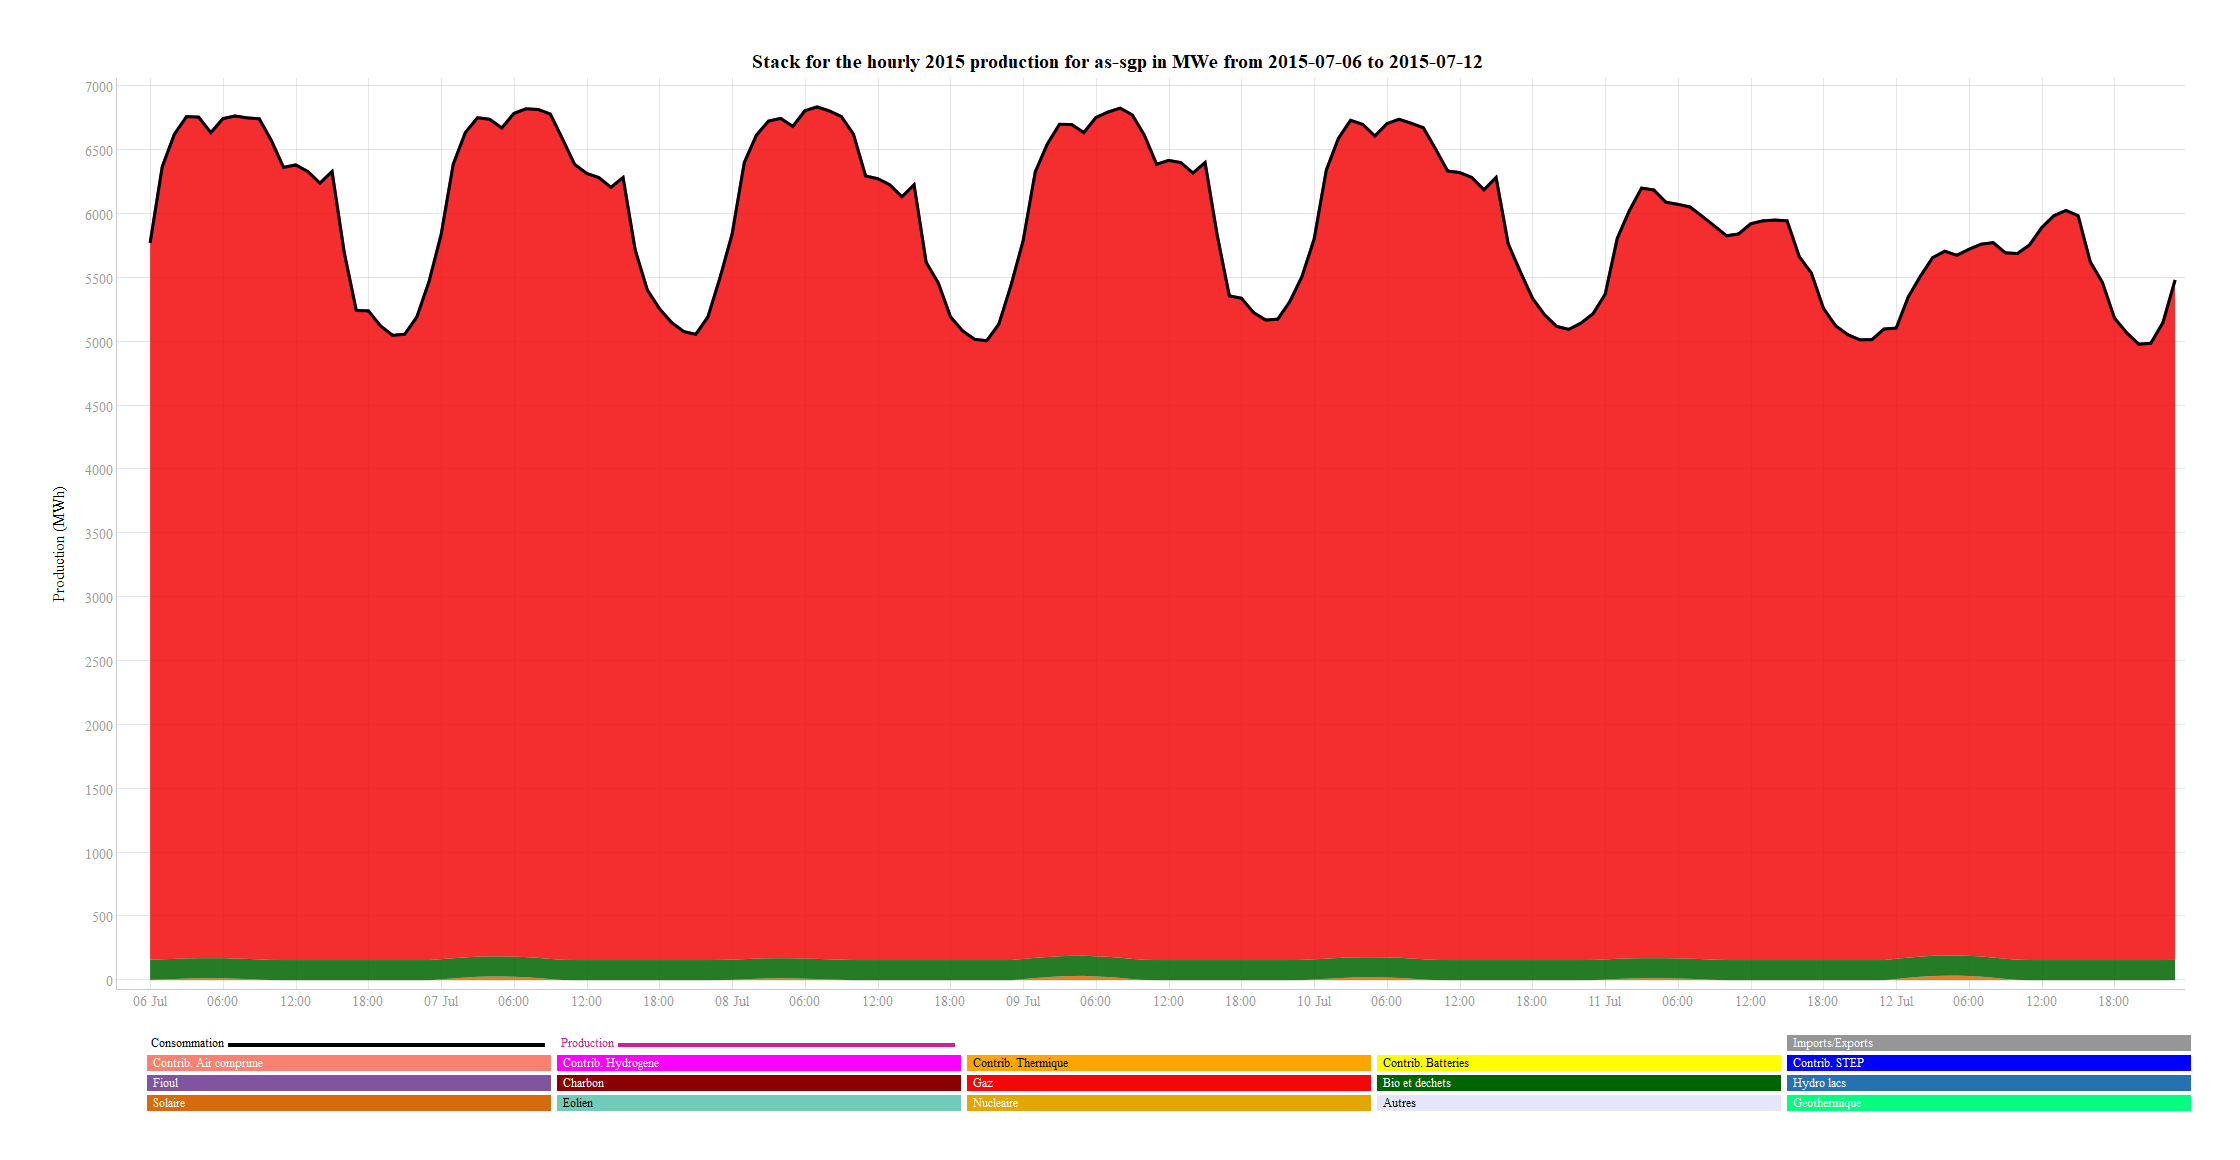 Stack for the hourly 2015 production for as-sgp in MWe from 2015-07-06 to 2015-07-12
7000
6500
6000
5500
5000
4500
4000
3500
3000
2500
2000
1500
1000
500
0
Production (MWh)
06 Jul 06:00 12:00 18:00 07 Jul 06:00 12:00 18:00 08 Jul 06:00 12:00 18:00 09 Jul 06:00 12:00 18:00 10 Jul 06:00 12:00 18:00 11 Jul 06:00 12:00 18:00 12 Jul 06:00 12:00 18:00
Consommation Production Imports/Exports
Contrib. Air comprime Contrib. Hydrogene Contrib. Thermique Contrib. Batteries Contrib. STEP
Fioul Charbon Gaz Bio et dechets Hydro lacs
Solaire Eolien Nucleaire Autres Geothermique